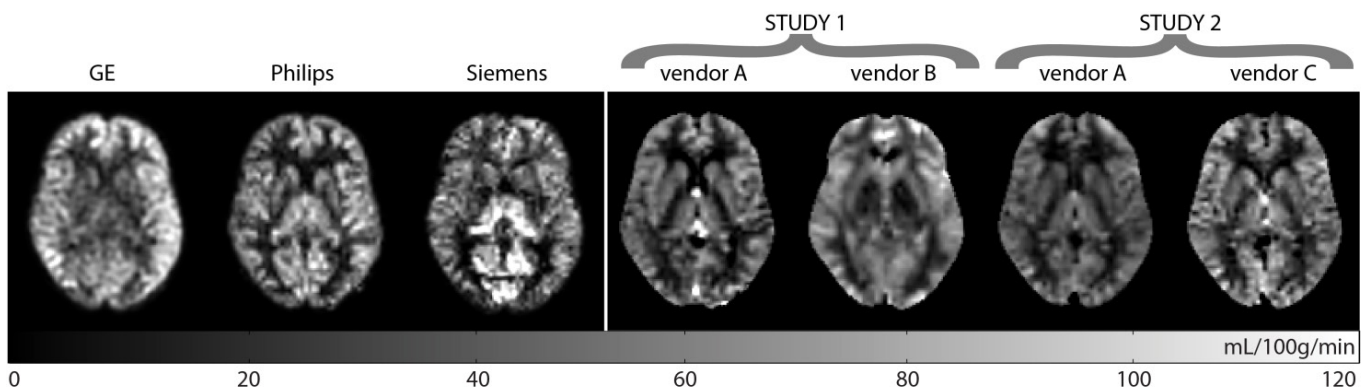 STUDY 1 STUDY 2
GE Philips Siemens vendor A vendor B vendor A vendor C
mL/100g/min
0 20 40 60 80 100 120